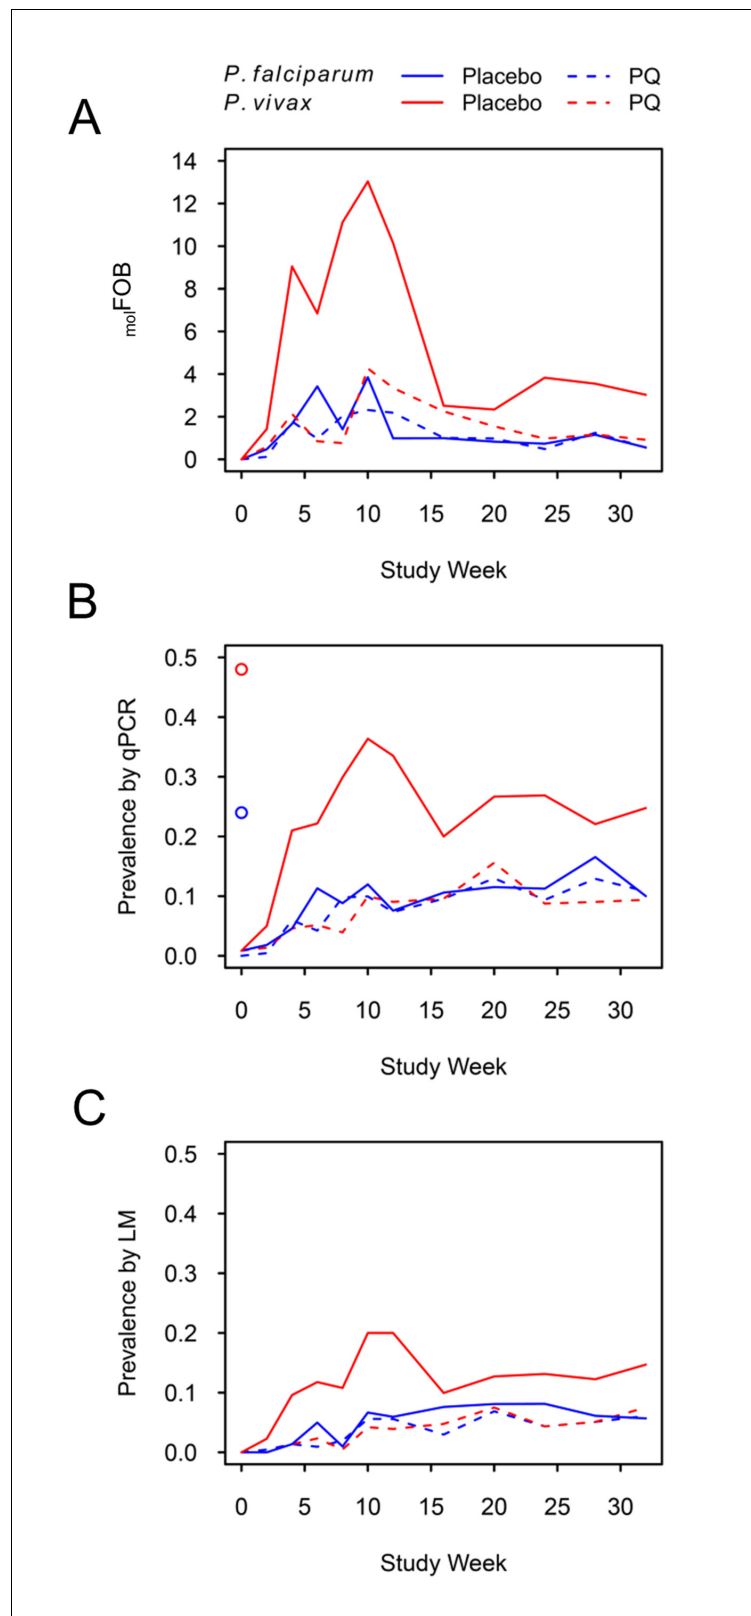 P. falciparum Placebo PQ
P. vivax Placebo PQ
A
molFOB
14
12
10
8
6
4
2
0
0 5 10 15 20 25 30
Study Week
B
Prevalence by qPCR
0.5
0.4
0.3
0.2
0.1
0.0
0 5 10 15 20 25 30
Study Week
C
Prevalence by LM
0.5
0.4
0.3
0.2
0.1
0.0
0 5 10 15 20 25 30
Study Week